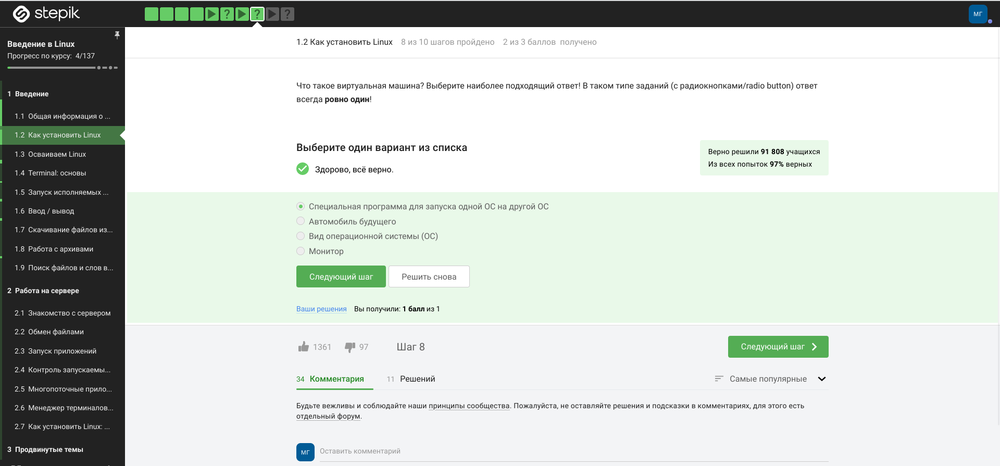 stepik
?
?
?
МГ
Введение в Linux
Прогресс по курсу: 4/137
1 Введение
1.1 Общая информация о ...
1.2 Как установить Linux
1.3 Осваиваем Linux
1.4 Terminal: основы
1.5 Запуск исполняемых ...
1.6 Ввод / вывод
1.7 Скачивание файлов из...
1.8 Работа с архивами
1.9 Поиск файлов и слов в...
2 Работа на сервере
2.1 Знакомство с сервером
2.2 Обмен файлами
2.3 Запуск приложений
2.4 Контроль запускаемы...
2.5 Многопоточные прило...
2.6 Менеджер терминалов...
2.7 Как установить Linux: ...
3 Продвинутые темы
1.2 Как установить Linux 8 из 10 шагов пройдено 2 из 3 баллов получено
Что такое виртуальная машина? Выберите наиболее подходящий ответ! В таком типе заданий (с радиокнопками/radio button) ответ
всегда ровно один!
Выберите один вариант из списка
Здорово, всё верно.
Верно решили 91 808 учащихся
Из всех попыток 97% верных
Специальная программа для запуска одной ОС на другой ОС
Автомобиль будущего
Вид операционной системы (ОС)
Монитор
Следующий шаг Решить снова
Ваши решения Вы получили: 1 балл из 1
1361 97 Шаг 8 Следующий шаг
34 Комментария 11 Решений Самые популярные
Будьте вежливы и соблюдайте наши принципы сообщества. Пожалуйста, не оставляйте решения и подсказки в комментариях, для этого есть
отдельный форум.
МГ Оставить комментарий